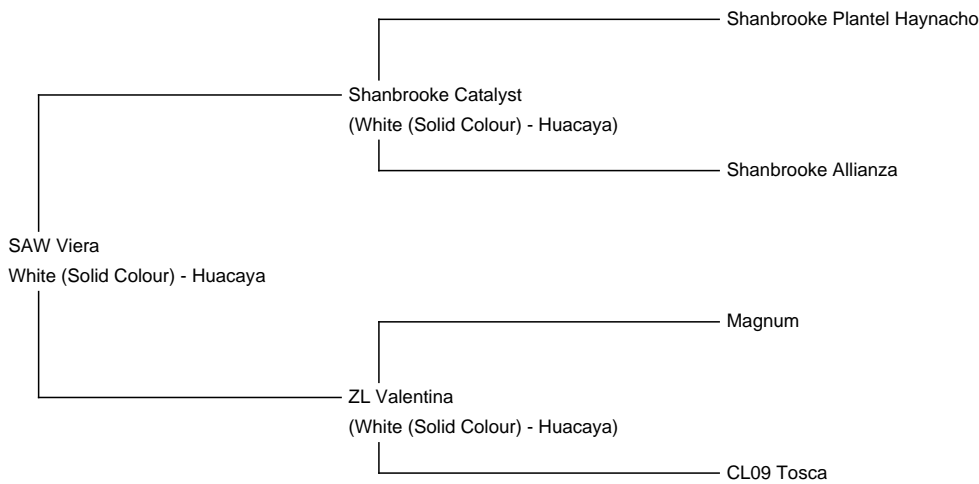 Shanbrooke Plantel Haynacho
Shanbrooke Catalyst
(White (Solid Colour) - Huacaya)
Shanbrooke Allianza
SAW Viera
White (Solid Colour) - Huacaya
Magnum
ZL Valentina
(White (Solid Colour) - Huacaya)
CL09 Tosca